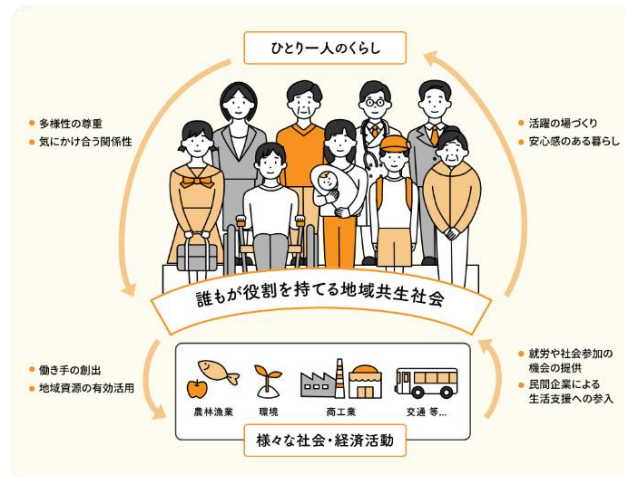 ひとり一人のくらし
多様性の尊重
気にかけ合う関係性
活躍の場づくり
安心感のある暮らし
誰もが役割を持てる地域共生社会
働き手の創出
地域資源の有効活用
就労や社会参加の
機会の提供
民間企業による
生活支援への参入
農林漁業
環境
商工業
交通 等...
様々な社会・経済活動